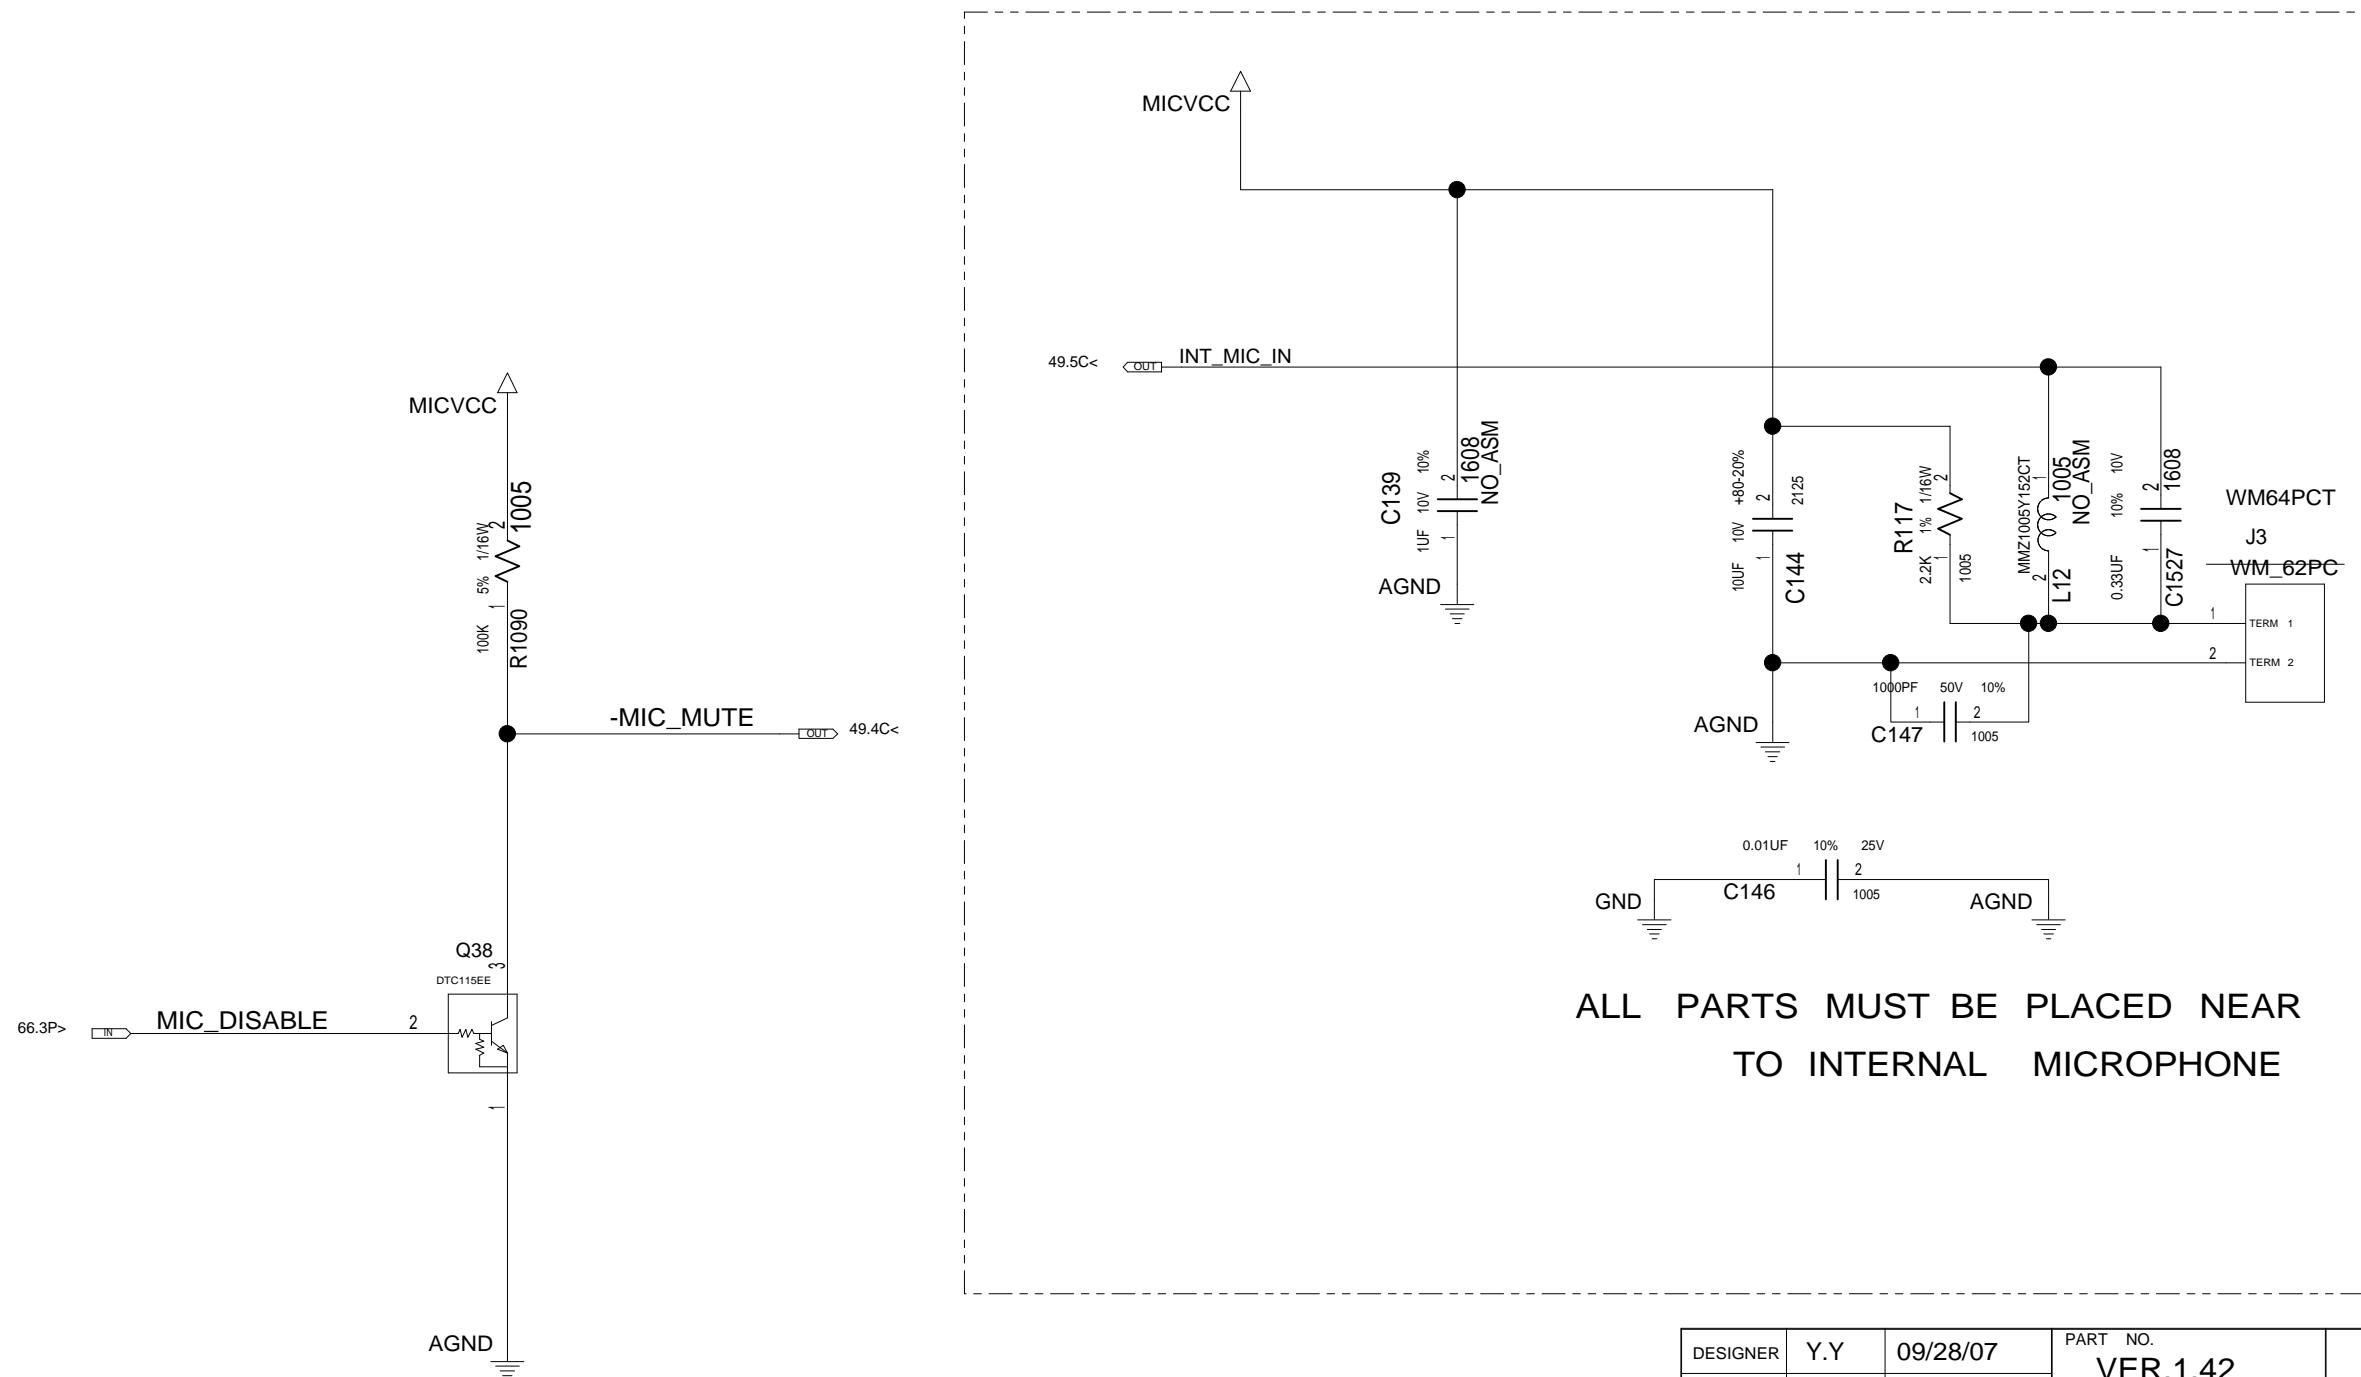 MICVCC
49.5C<
OUT
INT_MIC_IN
MICVCC
C139
1UF 10V 10%
1
2
1608
NO_ASM
AGND
10UF 10V +80-20%
1
2
2125
C144
R117
2.2K 1% 1/16W
1
2
1005
MMZ1005Y152CT
2
1
L12
1005
NO_ASM
0.33UF 10% 10V
1
2
C1527
1608
WM64PCT
J3
WM_62PC
1
TERM 1
2
TERM 2
100K 5% 1/16W
1
2
R1090
1005
-MIC_MUTE
OUT
49.4C<
AGND
1000PF 50V 10%
1
2
C147
1005
0.01UF 10% 25V
1
2
GND
C146
1005
AGND
Q38
3
DTC115EE
66.3P>
IN
MIC_DISABLE
2
1
AGND
ALL PARTS MUST BE PLACED NEAR
TO INTERNAL MICROPHONE
DESIGNER
Y.Y
09/28/07
PART NO.
VER.1.42